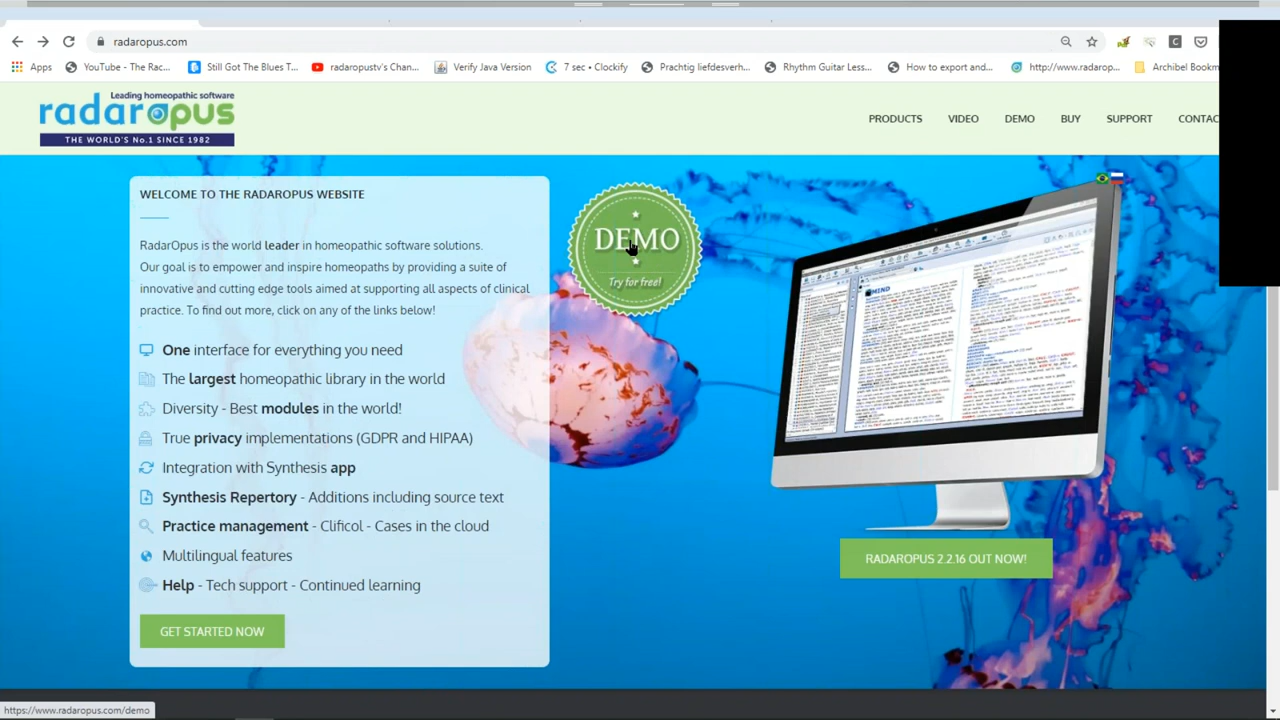 radaropus.com
Apps
YouTube - The Rac...
Still Got The Blues T...
radaropustv's Chan...
Verify Java Version
7 sec • Clockify
Prachtig liefdesverh...
Rhythm Guitar Less...
How to export and...
http://www.radarop...
Archibel Bookm
Leading homeopathic software
radaropus
THE WORLD'S No.1 SINCE 1982
PRODUCTS
VIDEO
DEMO
BUY
SUPPORT
CONTAC
WELCOME TO THE RADAROPUS WEBSITE
RadarOpus is the world leader in homeopathic software solutions.
Our goal is to empower and inspire homeopaths by providing a suite of
innovative and cutting edge tools aimed at supporting all aspects of clinical
practice. To find out more, click on any of the links below!
One interface for everything you need
The largest homeopathic library in the world
Diversity - Best modules in the world!
True privacy implementations (GDPR and HIPAA)
Integration with Synthesis app
Synthesis Repertory - Additions including source text
Practice management - Clificol - Cases in the cloud
Multilingual features
Help - Tech support - Continued learning
GET STARTED NOW
DEMO
Try for free!
MIND
RADAROPUS 2.2.16 OUT NOW!
https://www.radaropus.com/demo